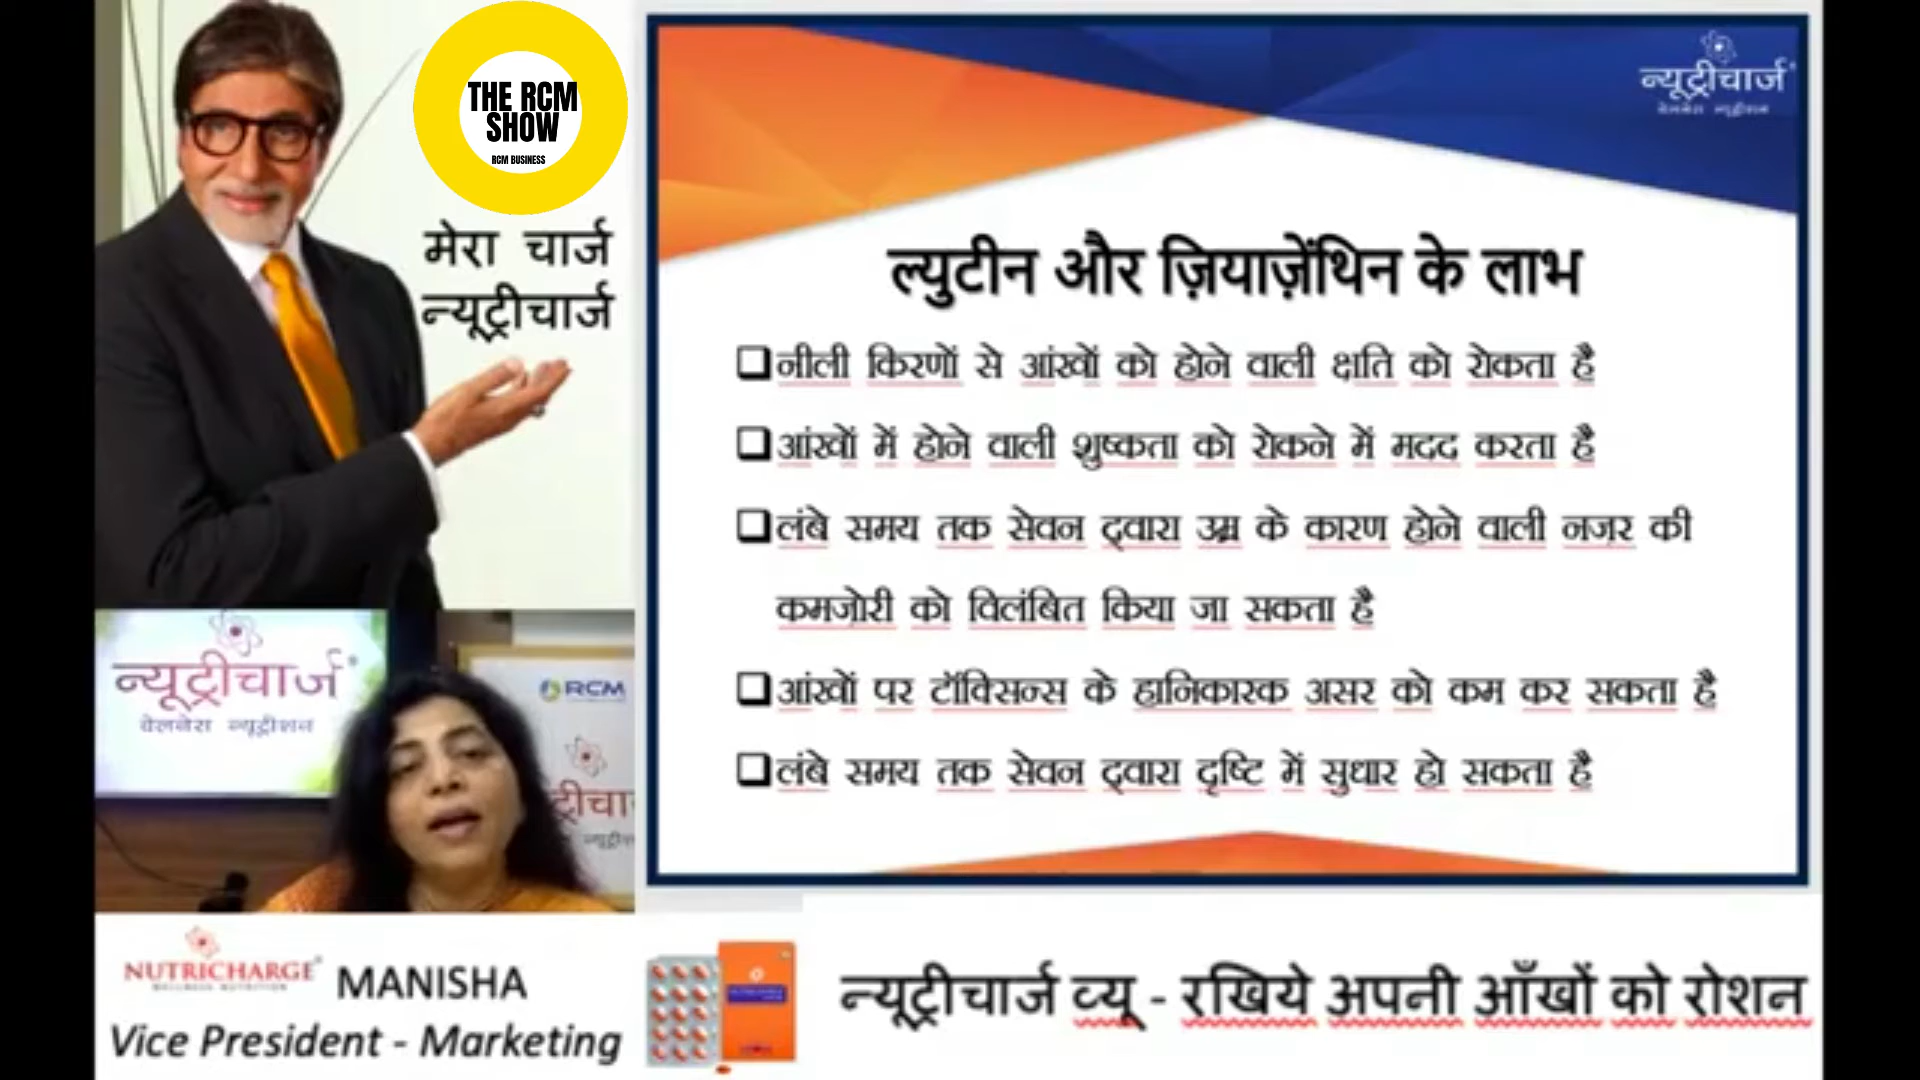 THE RCM
SHOW
RCM BUSINESS
मेरा चार्ज
न्यूट्रीचार्ज
न्यूट्रीचार्ज
वेलनेस न्यूट्रीशन
ल्युटीन और ज़ियाज़ेंथिन के लाभ
नीली किरणों से आंखों को होने वाली क्षति को रोकता है
आंखों में होने वाली शुष्कता को रोकने में मदद करता है
लंबे समय तक सेवन द्वारा उम्र के कारण होने वाली नजर की
कमजोरी को विलंबित किया जा सकता है
आंखों पर टॉक्सिन्स के हानिकारक असर को कम कर सकता है
लंबे समय तक सेवन द्वारा दृष्टि में सुधार हो सकता है
न्यूट्रीचार्ज
वेलनेस न्यूट्रीशन
RCM
ट्रीचा
न्यूट्री
NUTRICHARGE
WELLNESS NUTRITION
MANISHA
Vice President - Marketing
न्यूट्रीचार्ज व्यू - रखिये अपनी आँखों को रोशन